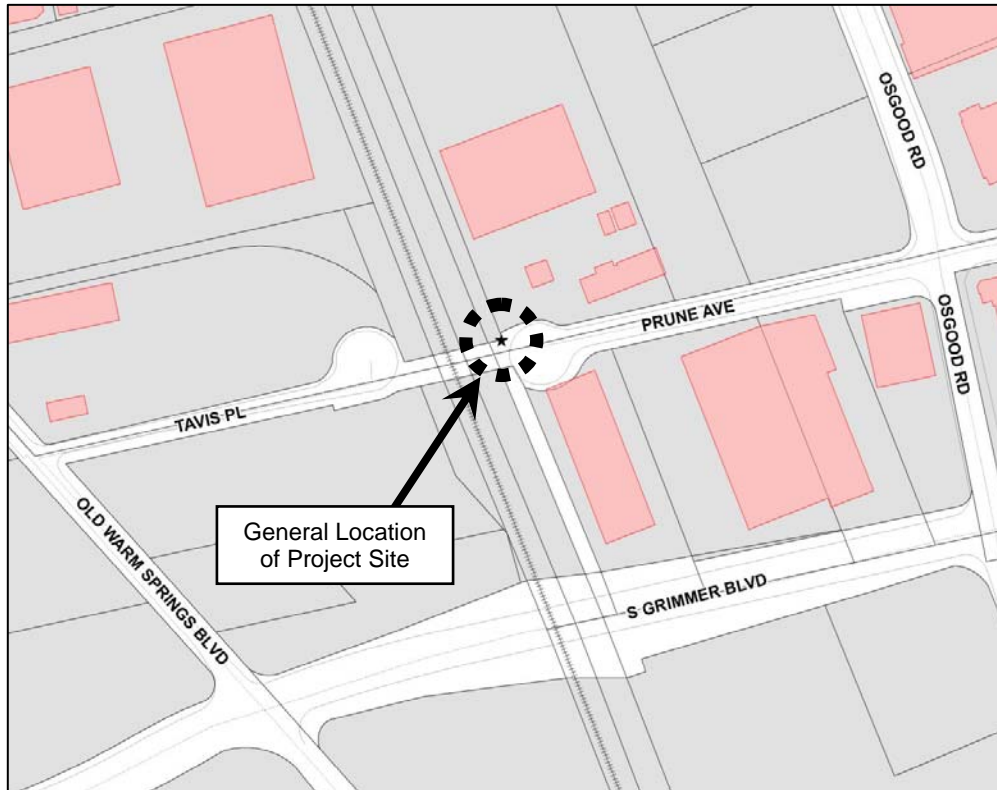 OSGOOD RD
PRUNE AVE
OSGOOD RD
TAVIS PL
General Location
of Project Site
OLD WARM SPRINGS BLVD
S GRIMMER BLVD